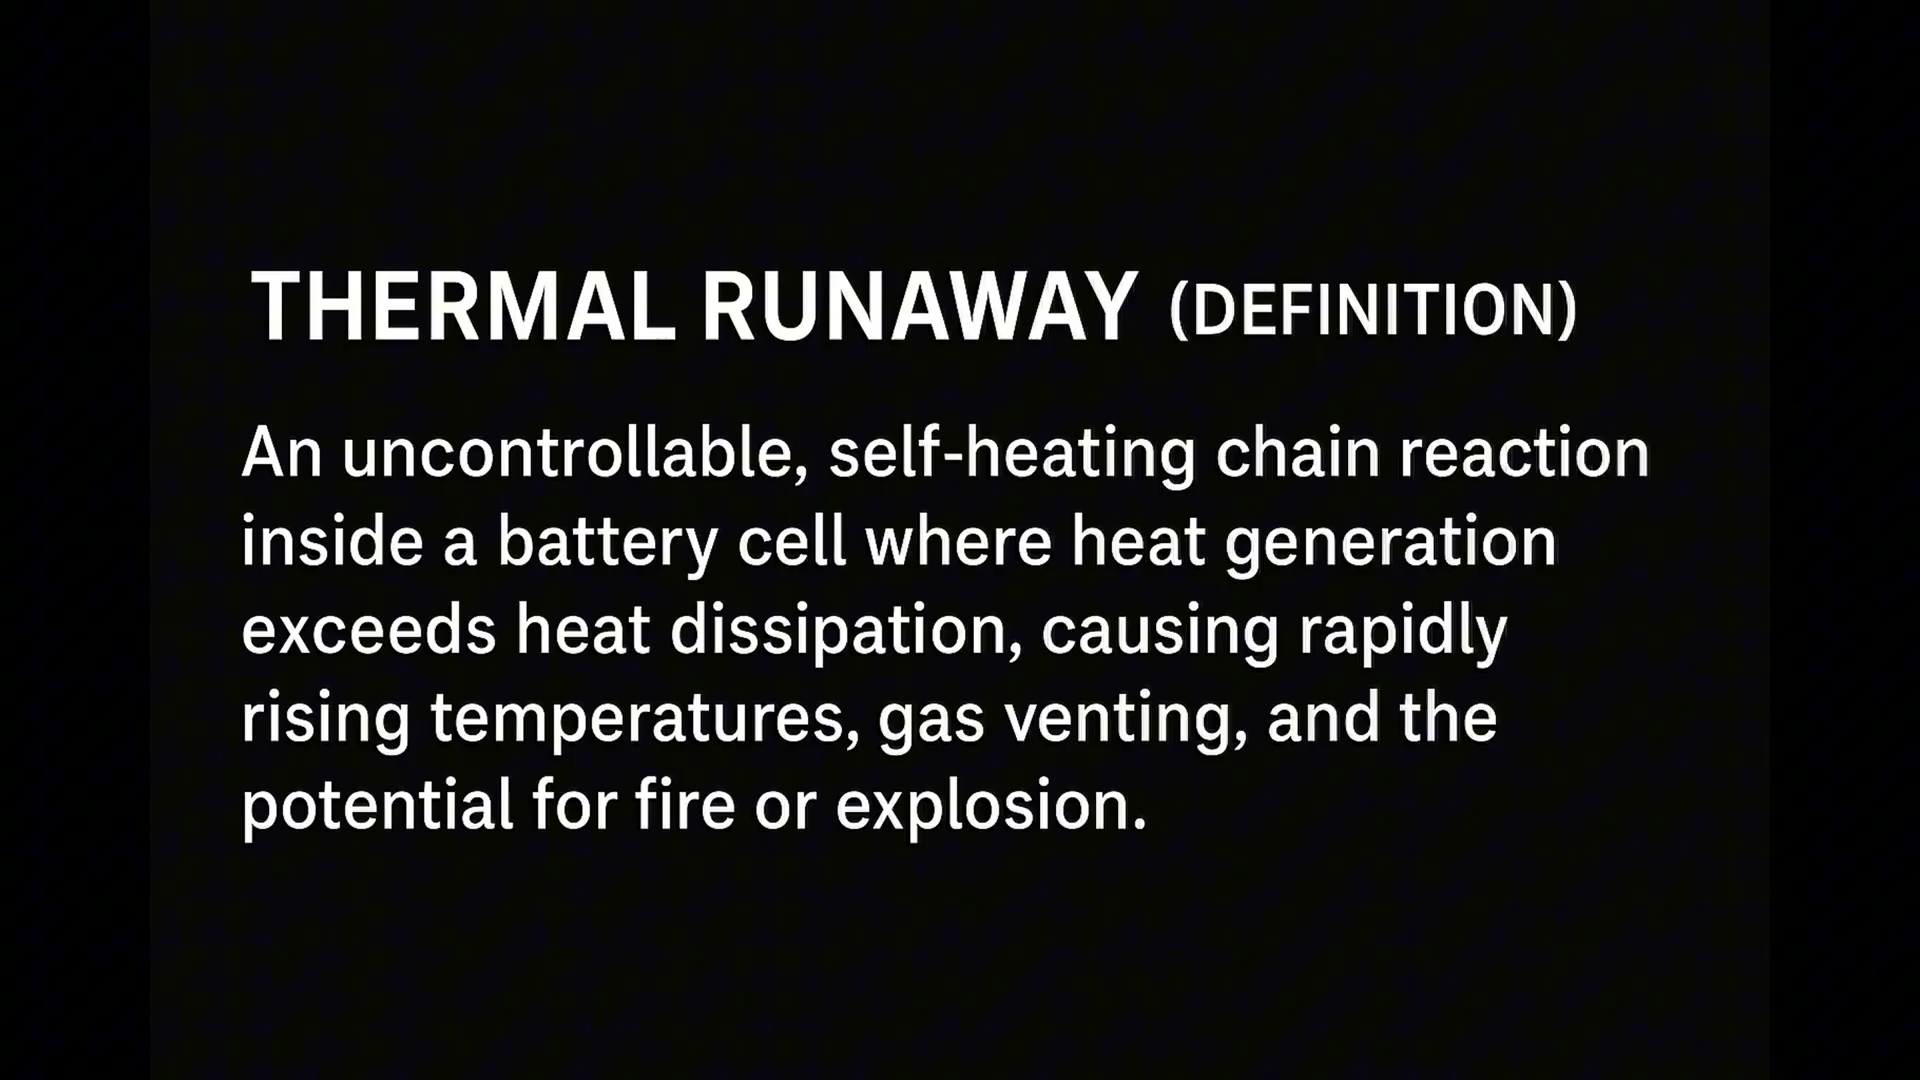 THERMAL RUNAWAY (DEFINITION)
An uncontrollable, self-heating chain reaction
inside a battery cell where heat generation
exceeds heat dissipation, causing rapidly
rising temperatures, gas venting, and the
potential for fire or explosion.